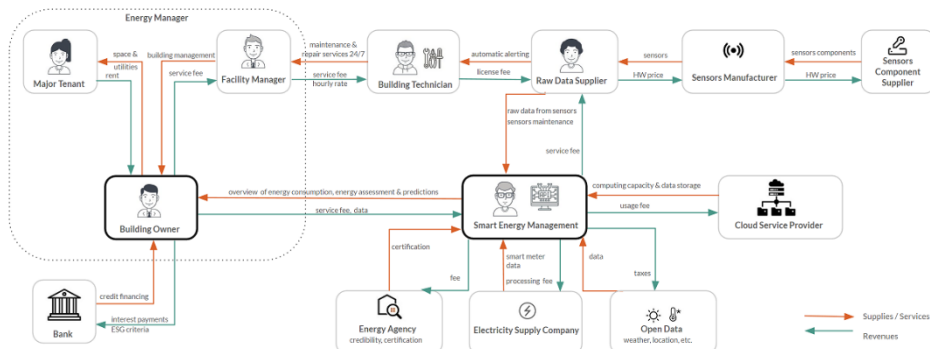 Energy Manager
Major Tenant
space &
utilities
rent
building management
service fee
Facility Manager
maintenance &
repair services 24/7
service fee
hourly rate
Building Technician
automatic alerting
license fee
Raw Data Supplier
sensors
HW price
Sensors Manufacturer
sensors components
HW price
Sensors
Component
Supplier
raw data from sensors
sensors maintenance
service fee
Building Owner
overview of energy consumption, energy assessment & predictions
service fee, data
Smart Energy Management
computing capacity & data storage
usage fee
Cloud Service Provider
certification
fee
smart meter
data
processing fee
data
taxes
credit financing
interest payments
ESG criteria
Bank
Energy Agency
credibility, certification
Electricity Supply Company
Open Data
weather, location, etc.
Supplies / Services
Revenues